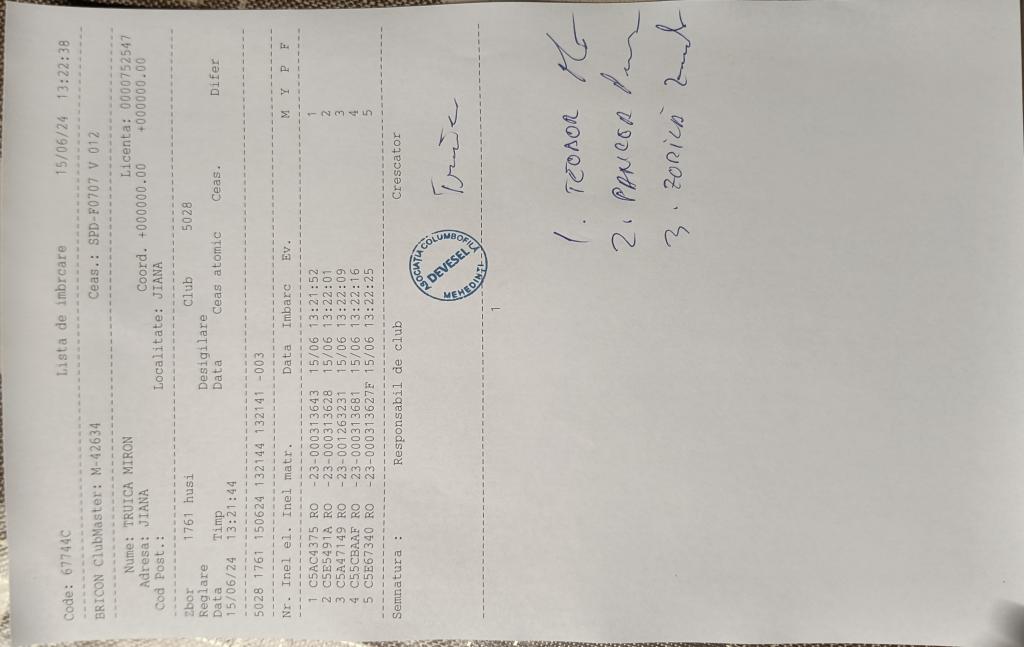 Code: 67744C Lista de imbrcare 15/06/24 13:22:38
BRICON ClubMaster: M-42634 Ceas.: SPD-F0707 V 012
Nume: TRUICA MIRON Licenta: 0000752547
Adresa: JIANA Coord. +000000.00 +000000.00
Cod Post.: Localitate: JIANA
Zbor 1761 husi Club 5028
Reglare Desigilare
Data Timp Data Ceas atomic Ceas. Difer
15/06/24 13:21:44
5028 1761 150624 132144 132141 -003
Nr. Inel el. Inel matr. Data Imbarc Ev. M Y P F
1 C5AC4375 RO -23-000313643 15/06 13:21:52 1
2 C5E5491A RO -23-000313628 15/06 13:22:01 2
3 C5A47149 RO -23-001263231 15/06 13:22:09 3
4 C55CBAAF RO -23-000313681 15/06 13:22:16 4
5 C5E67340 RO -23-000313627F 15/06 13:22:25 5
Semnatura : Responsabil de club Crescator
ASOCIATIA COLUMBOFILA
DEVESEL
MEHEDINTI
1
1. TEODOR
2. PANCER
3. ZORILA